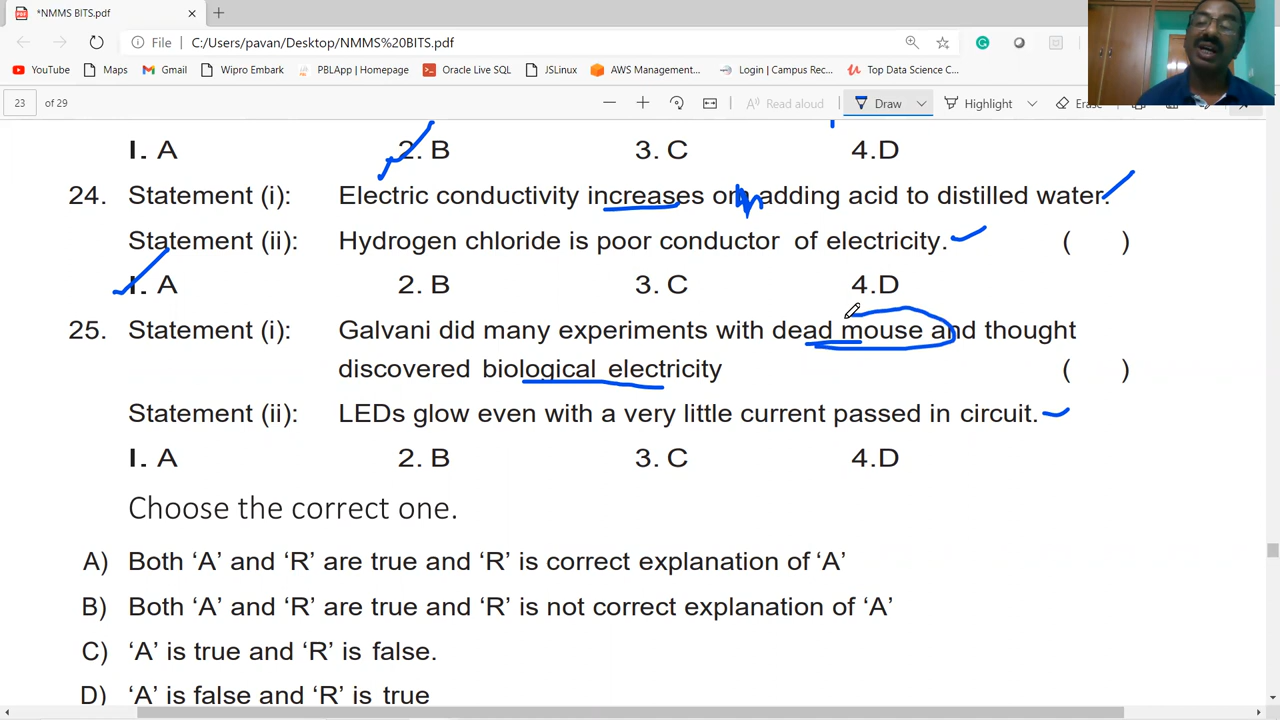 *NMMS BITS.pdf
File C:/Users/pavan/Desktop/NMMS%20BITS.pdf
YouTube Maps Gmail Wipro Embark PBLApp | Homepage Oracle Live SQL JSLinux AWS Management... Login | Campus Rec... Top Data Science C...
23 of 29 Read aloud Draw Highlight Erase
1. A 2. B 3. C 4.D
24. Statement (i): Electric conductivity increases on adding acid to distilled water.
Statement (ii): Hydrogen chloride is poor conductor of electricity. ( )
1. A 2. B 3. C 4.D
25. Statement (i): Galvani did many experiments with dead mouse and thought
discovered biological electricity ( )
Statement (ii): LEDs glow even with a very little current passed in circuit.
1. A 2. B 3. C 4.D
Choose the correct one.
A) Both ‘A’ and ‘R’ are true and ‘R’ is correct explanation of ‘A’
B) Both ‘A’ and ‘R’ are true and ‘R’ is not correct explanation of ‘A’
C) ‘A’ is true and ‘R’ is false.
D) ‘A’ is false and ‘R’ is true